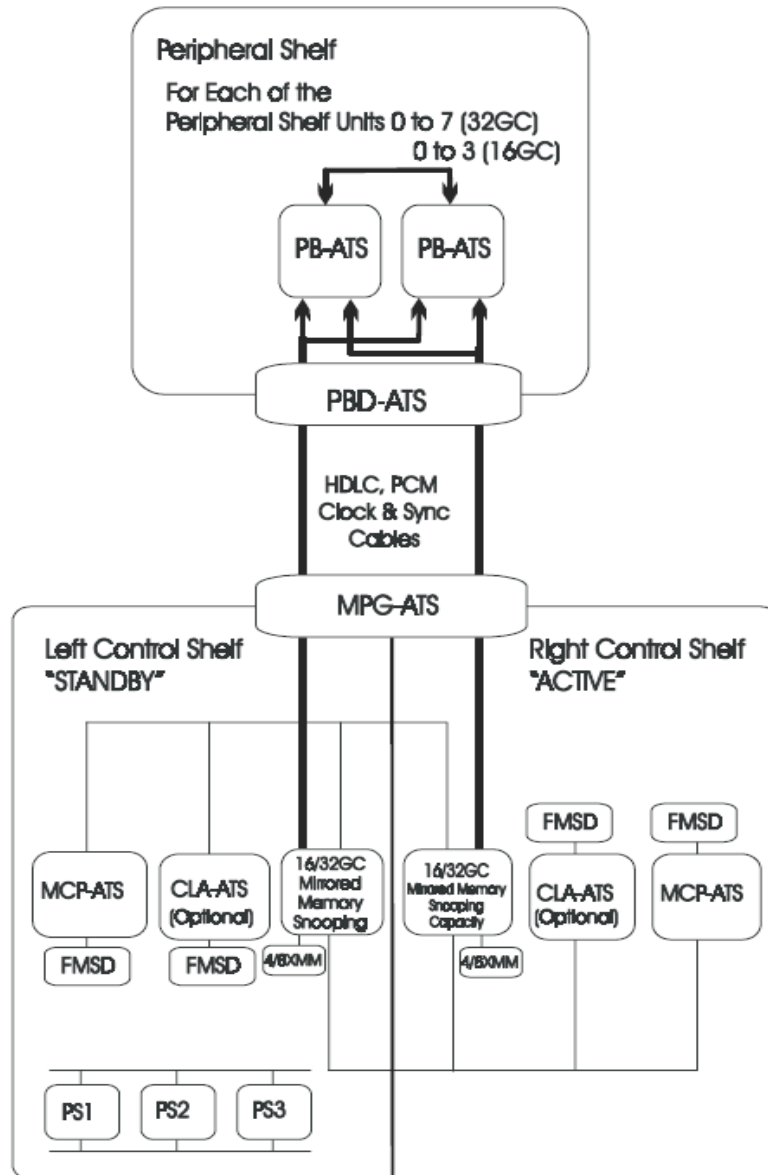 Peripheral Shelf
For Each of the
Peripheral Shelf Units 0 to 7 (32GC)
0 to 3 (16GC)
PB-ATS
PB-ATS
PBD-ATS
HDLC, PCM
Clock & Sync
Cables
MPG-ATS
Left Control Shelf
"STANDBY"
Right Control Shelf
"ACTIVE"
FMSD
FMSD
MCP-ATS
CLA-ATS
(Optional)
16/32GC
Mirrored
Memory
Snooping
16/32GC
Mirrored Memory
Snooping
Capacity
CLA-ATS
(Optional)
MCP-ATS
FMSD
FMSD
4/8XMM
4/8XMM
PS1
PS2
PS3